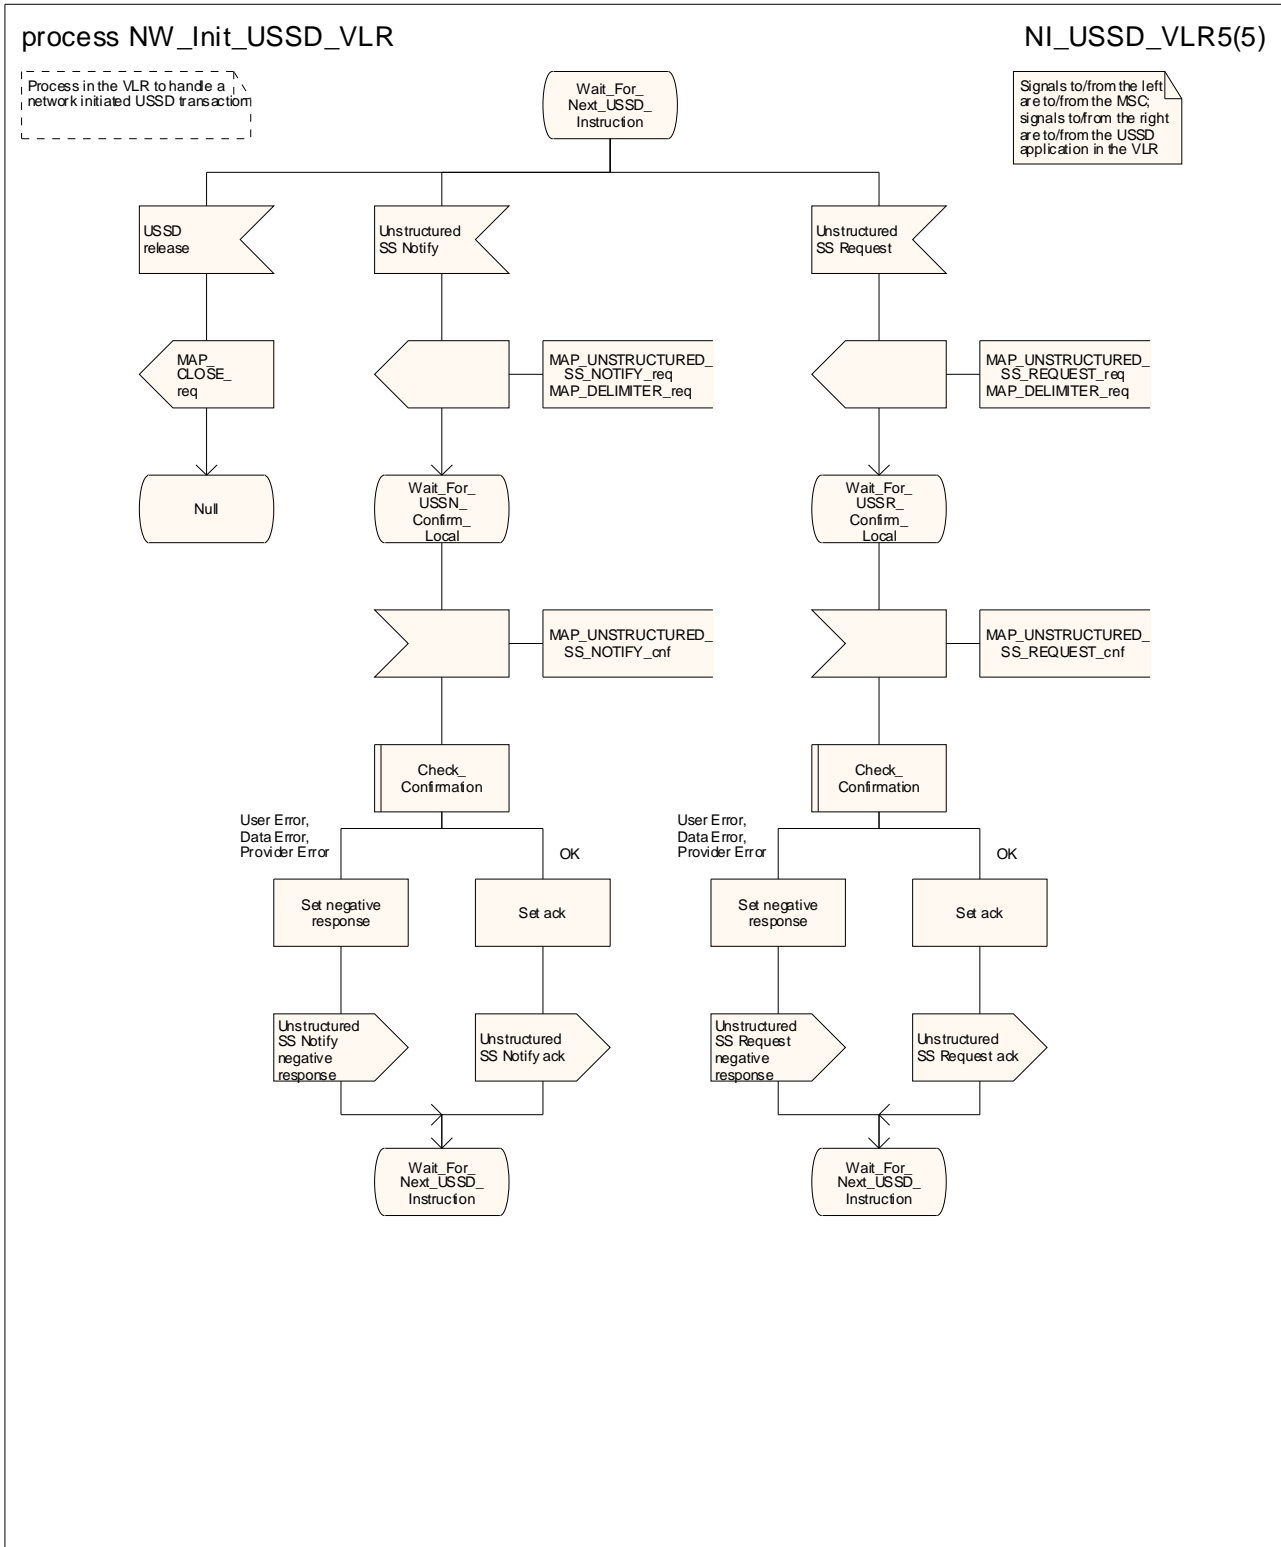 process NW_Init_USSD_VLR
NI_USSD_VLR5(5)
Process in the VLR to handle a
network initiated USSD transaction
Signals to/from the left
are to/from the MSC;
signals to/from the right
are to/from the USSD
application in the VLR
Wait_For_
Next_USSD_
Instruction
USSD
release
Unstructured
SS Notify
Unstructured
SS Request
MAP_
CLOSE_
req
MAP_UNSTRUCTURED_
SS_NOTIFY_req
MAP_DELIMITER_req
MAP_UNSTRUCTURED_
SS_REQUEST_req
MAP_DELIMITER_req
Null
Wait_For_
USSN_
Confirm_
Local
Wait_For_
USSR_
Confirm_
Local
MAP_UNSTRUCTURED_
SS_NOTIFY_cnf
MAP_UNSTRUCTURED_
SS_REQUEST_cnf
Check_
Confirmation
Check_
Confirmation
User Error,
Data Error,
Provider Error
OK
User Error,
Data Error,
Provider Error
OK
Set negative
response
Set ack
Set negative
response
Set ack
Unstructured
SS Notify
negative
response
Unstructured
SS Notify ack
Unstructured
SS Request
negative
response
Unstructured
SS Request ack
Wait_For_
Next_USSD_
Instruction
Wait_For_
Next_USSD_
Instruction